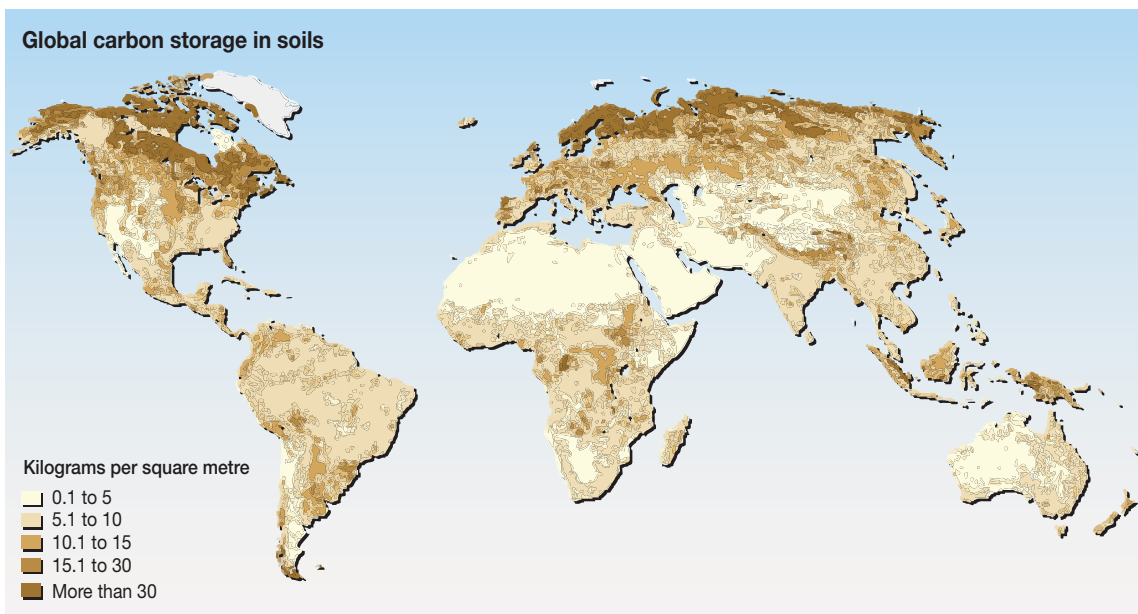 Global carbon storage in soils
Kilograms per square metre
0.1 to 5
5.1 to 10
10.1 to 15
15.1 to 30
More than 30